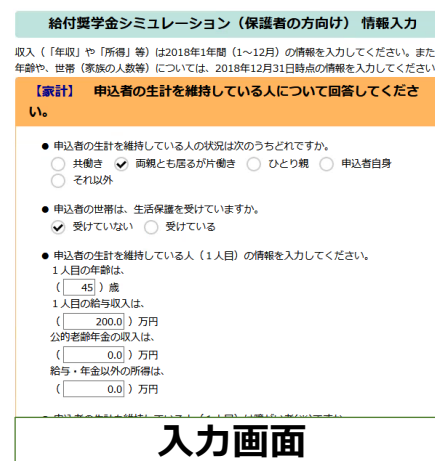 給付奨学金シミュレーション（保護者の方向け） 情報入力
収入（「年収」や「所得」等）は2018年1年間（1～12月）の情報を入力してください。また
年齢や、世帯（家族の人数等）については、2018年12月31日時点の情報を入力してください
【家計】 申込者の生計を維持している人について回答してくださ
い。
● 申込者の生計を維持している人の状況は次のうちどれですか。
共働き 両親とも居るが片働き ひとり親 申込者自身
それ以外
● 申込者の世帯は、生活保護を受けていますか。
受けていない 受けている
● 申込者の生計を維持している人（１人目）の情報を入力してください。
１人目の年齢は、
（ 45 ）歳
１人目の給与収入は、
（ 200.0 ）万円
公的老齢年金の収入は、
（ 0.0 ）万円
給与・年金以外の所得は、
（ 0.0 ）万円
入力画面